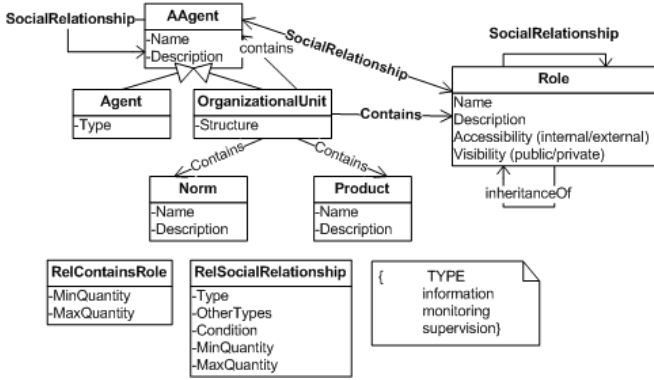 SocialRelationship
AAgent
-Name
-Description
contains
SocialRelationship
SocialRelationship
Role
Name
Description
Accessibility (internal/external)
Visibility (public/private)
inheritanceOf
Agent
-Type
OrganizationalUnit
-Structure
Contains
Contains
Contains
Norm
-Name
-Description
Product
-Name
-Description
RelContainsRole
-MinQuantity
-MaxQuantity
RelSocialRelationship
-Type
-OtherTypes
-Condition
-MinQuantity
-MaxQuantity
{ TYPE
information
monitoring
supervision}